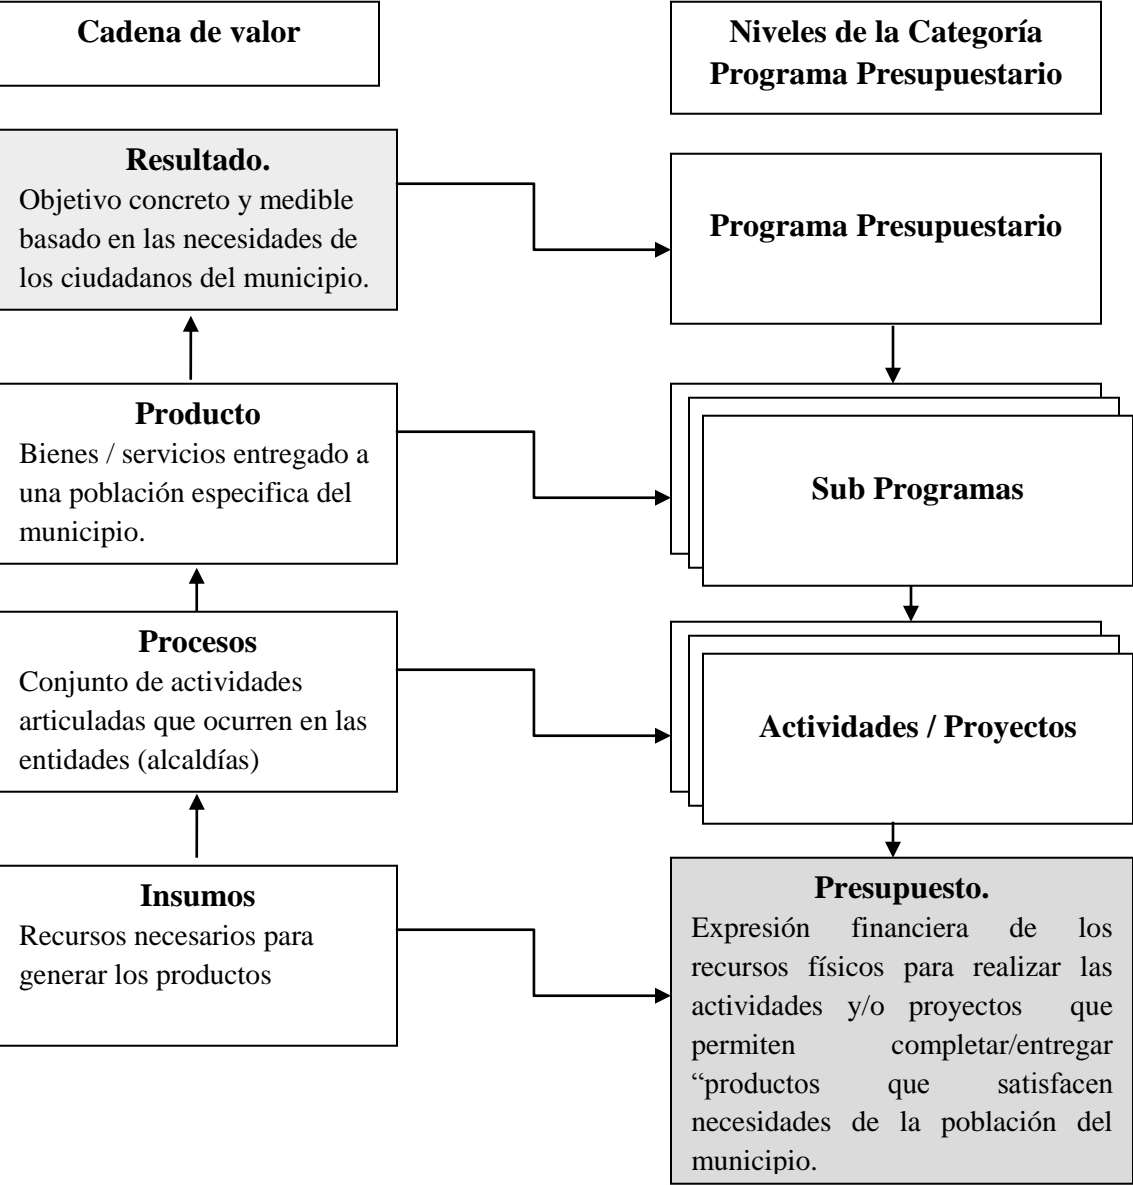 Cadena de valor
Niveles de la Categoría
Programa Presupuestario
Resultado.
Objetivo concreto y medible
basado en las necesidades de
los ciudadanos del municipio.
Programa Presupuestario
Producto
Bienes / servicios entregado a
una población especifica del
municipio.
Sub Programas
Procesos
Conjunto de actividades
articuladas que ocurren en las
entidades (alcaldías)
Actividades / Proyectos
Insumos
Recursos necesarios para
generar los productos
Presupuesto.
Expresión financiera de los
recursos físicos para realizar las
actividades y/o proyectos que
permiten completar/entregar
“productos que satisfacen
necesidades de la población del
municipio.